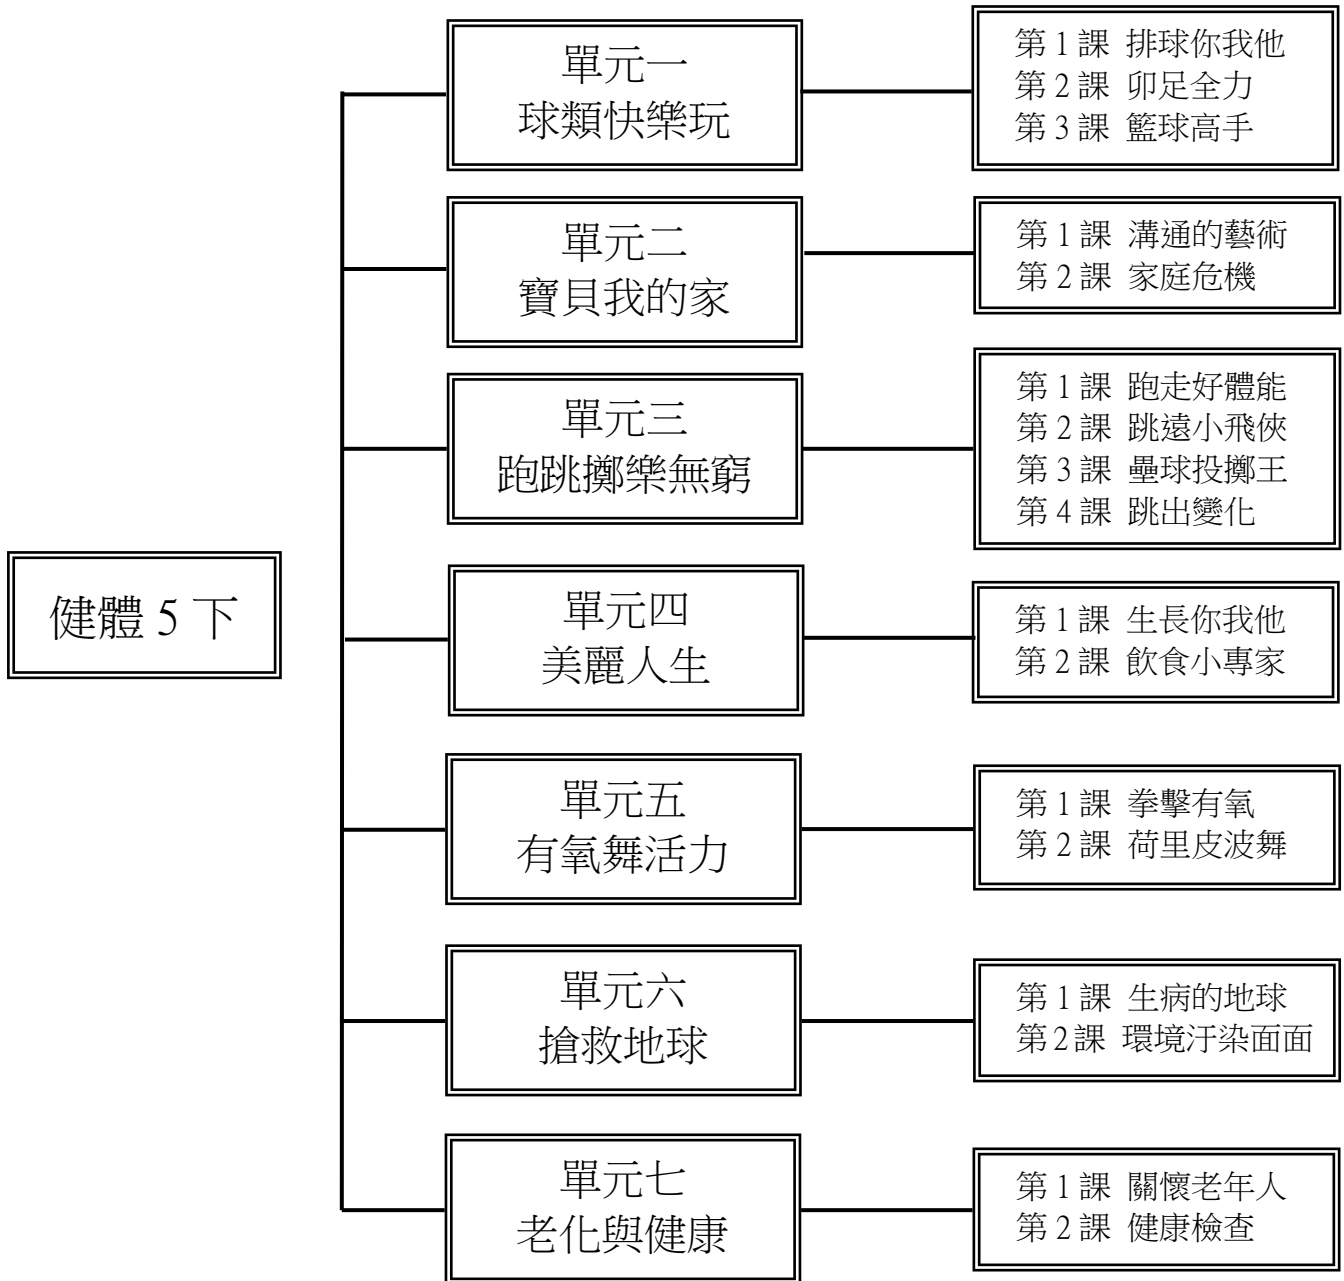 健體 5 下
單元一
球類快樂玩
第 1 課 排球你我他
第 2 課 卯足全力
第 3 課 籃球高手
單元二
寶貝我的家
第 1 課 溝通的藝術
第 2 課 家庭危機
單元三
跑跳擲樂無窮
第 1 課 跑走好體能
第 2 課 跳遠小飛俠
第 3 課 壘球投擲王
第 4 課 跳出變化
單元四
美麗人生
第 1 課 生長你我他
第 2 課 飲食小專家
單元五
有氧舞活力
第 1 課 拳擊有氧
第 2 課 荷里皮波舞
單元六
搶救地球
第 1 課 生病的地球
第 2 課 環境汙染面面
單元七
老化與健康
第 1 課 關懷老年人
第 2 課 健康檢查